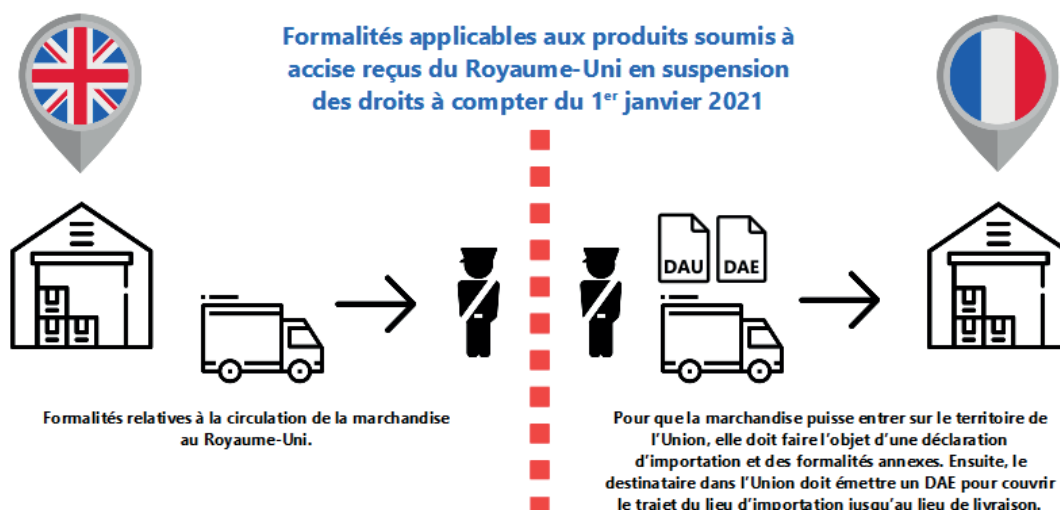 Formalités applicables aux produits soumis à
accise reçus du Royaume-Uni en suspension
des droits à compter du 1er janvier 2021
DAU DAE
Formalités relatives à la circulation de la marchandise
au Royaume-Uni.
Pour que la marchandise puisse entrer sur le territoire de
l'Union, elle doit faire l'objet d'une déclaration
d'importation et des formalités annexes. Ensuite, le
destinataire dans l'Union doit émettre un DAE pour couvrir
le trajet du lieu d'importation jusqu'au lieu de livraison.